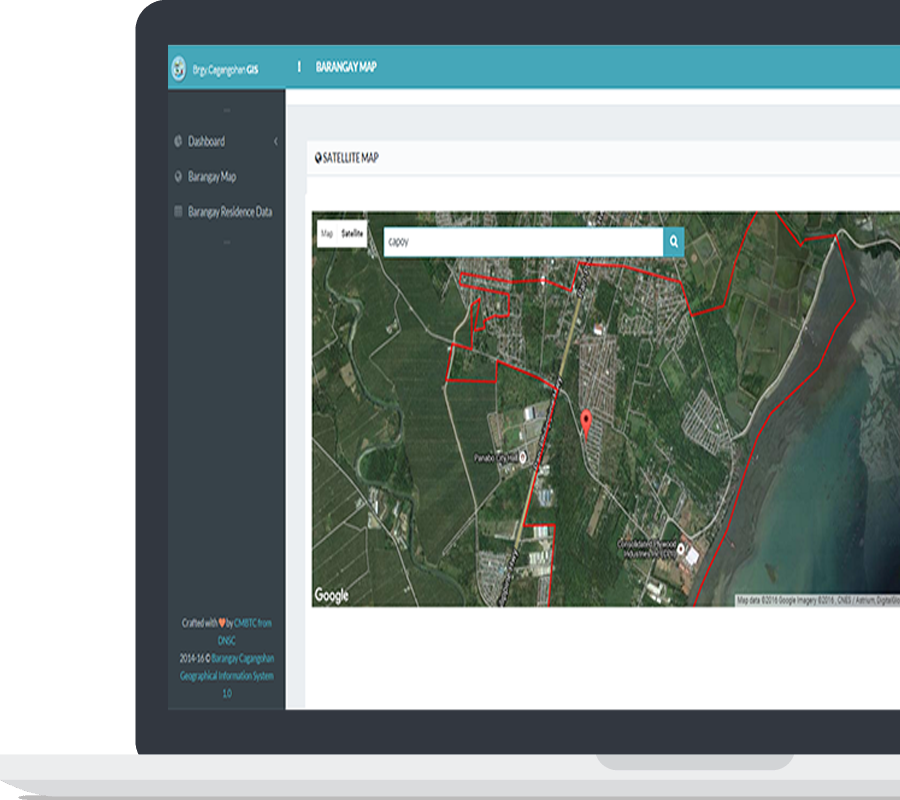 Brgy.Cagangohan GIS
BARANGAY MAP
Dashboard
Barangay Map
Barangay Residence Data
SATELLITE MAP
Map Satellite
capoy
Panabo City Hall
Consolidated Plywood
Industries Inc
Google
Map data ©2016 Google Imagery ©2016 , CNES / Astrium, DigitalGlo
Crafted with ❤ by CMBTC from
DNSC
2014-16 © Barangay Cagangohan
Geographical Information System
1.0